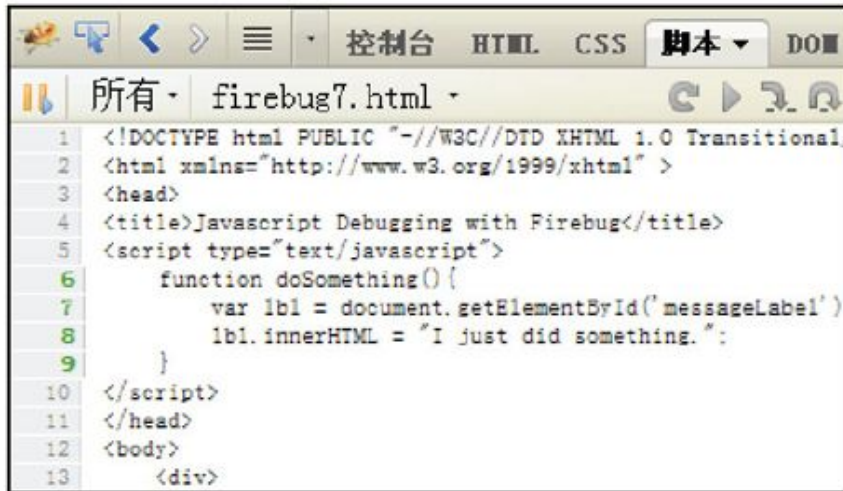 控制台 HTML CSS 脚本 DOM
所有 firebug7.html
1 <!DOCTYPE html PUBLIC "-//W3C//DTD XHTML 1.0 Transitional/
2 <html xmlns="http://www.w3.org/1999/xhtml" >
3 <head>
4 <title>Javascript Debugging with Firebug</title>
5 <script type="text/javascript">
6 function doSomething(){
7 var lbl = document.getElementById('messageLabel')
8 lbl.innerHTML = "I just did something.";
9 }
10 </script>
11 </head>
12 <body>
13 <div>